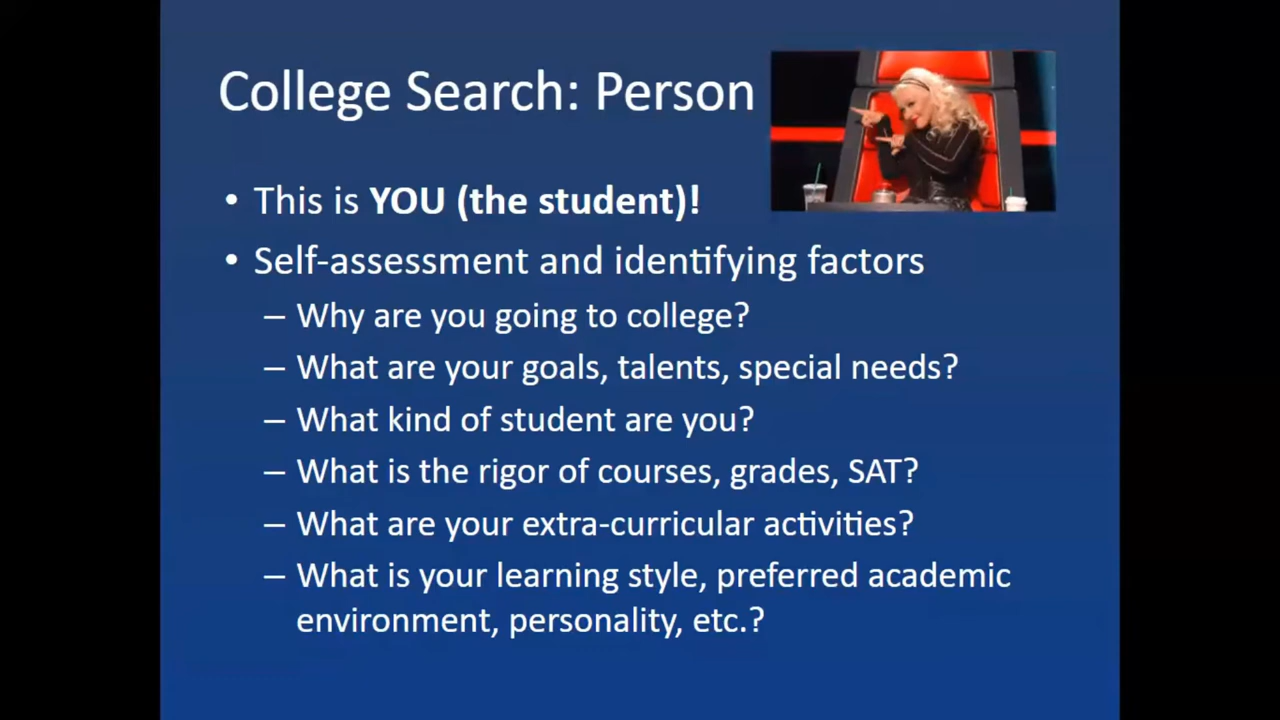 College Search: Person
• This is YOU (the student)!
• Self-assessment and identifying factors
– Why are you going to college?
– What are your goals, talents, special needs?
– What kind of student are you?
– What is the rigor of courses, grades, SAT?
– What are your extra-curricular activities?
– What is your learning style, preferred academic
environment, personality, etc.?